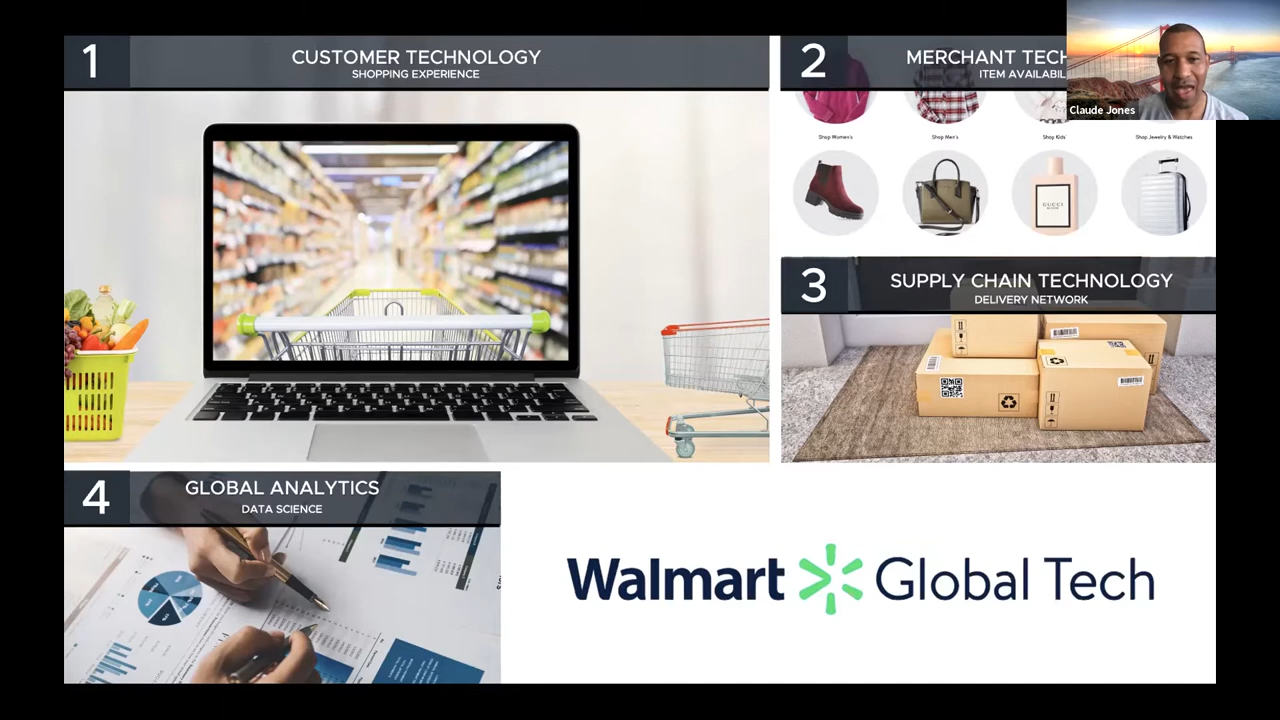 1
CUSTOMER TECHNOLOGY
SHOPPING EXPERIENCE
2
MERCHANT TECH
ITEM AVAILABIL
Claude Jones
Shop Women's
Shop Men's
Shop Kids'
Shop Jewelry & Watches
GUCCI
3
SUPPLY CHAIN TECHNOLOGY
DELIVERY NETWORK
4
GLOBAL ANALYTICS
DATA SCIENCE
Walmart Global Tech